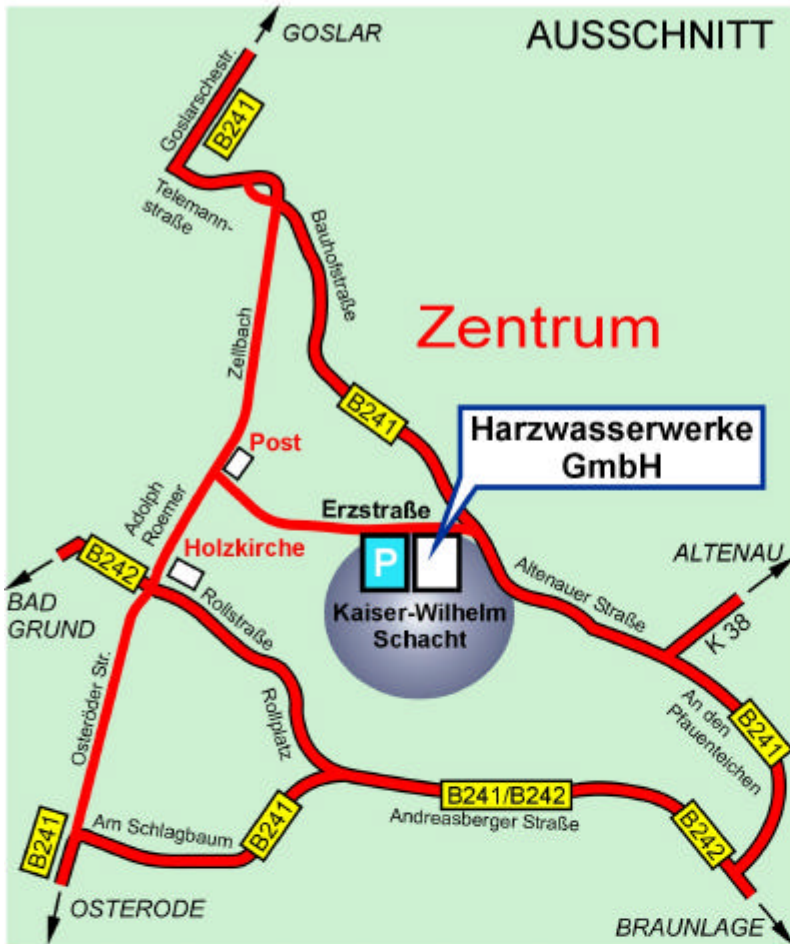 GOSLAR
AUSSCHNITT
Goslarschestr.
B241
Telemann-
straße
Bauhofstraße
Zellbach
Zentrum
B241
Harzwasserwerke
GmbH
Post
Erzstraße
Adolph
Roemer
Holzkirche
B242
BAD
GRUND
P
Kaiser-Wilhelm
Schacht
Rollstraße
Altenauer Straße
ALTENAU
K 38
Osteröder Str.
Rollplatz
An den
Pfauenteichen
B241
B241/B242
Andreasberger Straße
B241
Am Schlagbaum
B241
B242
OSTERODE
BRAUNLAGE